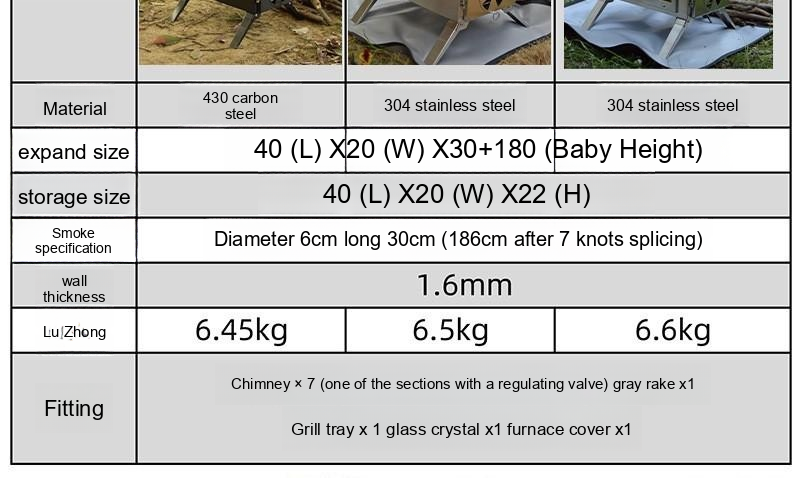 Material
430 carbon
steel
304 stainless steel
304 stainless steel
expand size
40 (L) X20 (W) X30+180 (Baby Height)
storage size
40 (L) X20 (W) X22 (H)
Smoke
specification
Diameter 6cm long 30cm (186cm after 7 knots splicing)
wall
thickness
1.6mm
Lu Zhong
6.45kg
6.5kg
6.6kg
Fitting
Chimney × 7 (one of the sections with a regulating valve) gray rake x1
Grill tray x 1 glass crystal x1 furnace cover x1